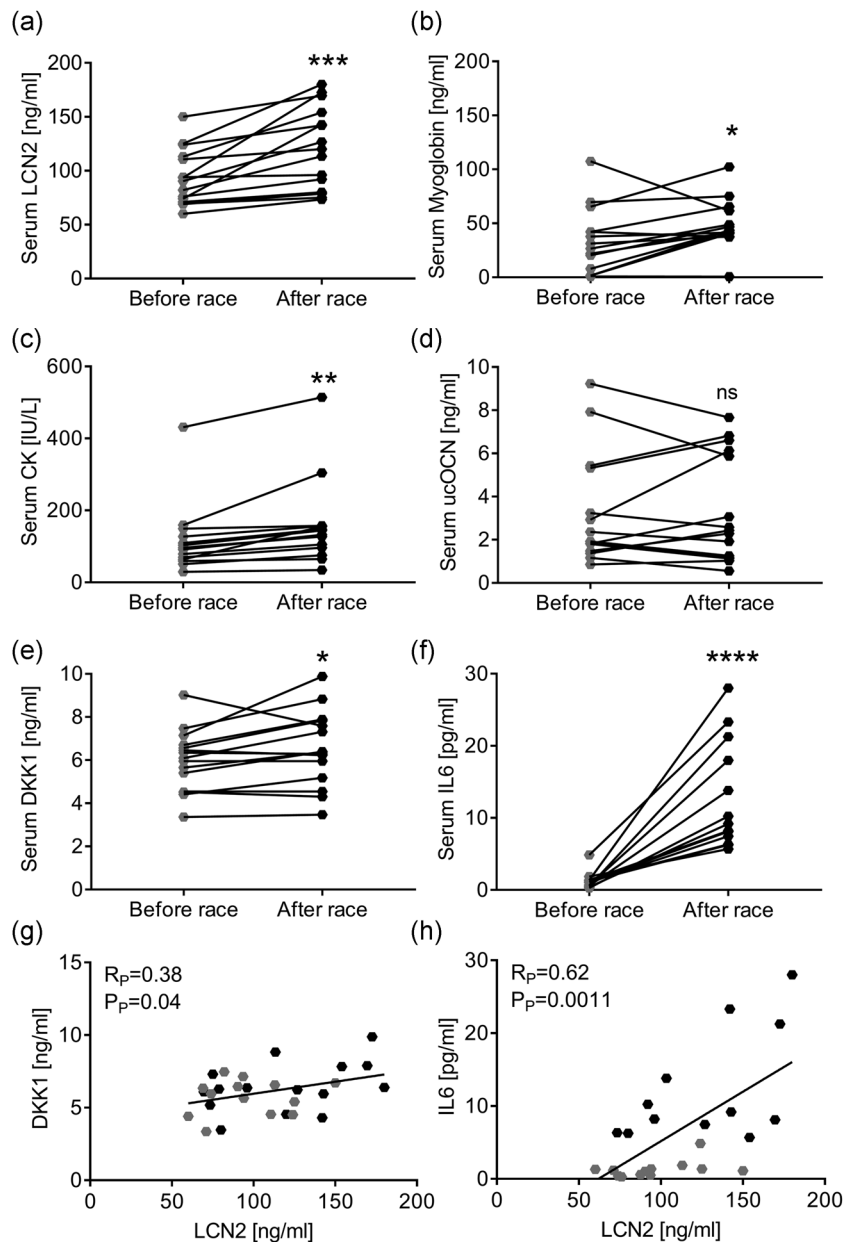 (a)
Serum LCN2 [ng/ml]
200
150
100
50
0
***
Before race After race
(b)
Serum Myoglobin [ng/ml]
200
150
100
50
0
*
Before race After race
(c)
Serum CK [IU/L]
600
400
200
0
**
Before race After race
(d)
Serum ucOCN [ng/ml]
10
8
6
4
2
0
ns
Before race After race
(e)
Serum DKK1 [ng/ml]
10
8
6
4
2
0
*
Before race After race
(f)
Serum IL6 [pg/ml]
30
20
10
0
****
Before race After race
(g)
DKK1 [ng/ml]
15
10
5
0
RP=0.38
PP=0.04
0 50 100 150 200
LCN2 [ng/ml]
(h)
IL6 [pg/ml]
30
20
10
0
RP=0.62
PP=0.0011
0 50 100 150 200
LCN2 [ng/ml]